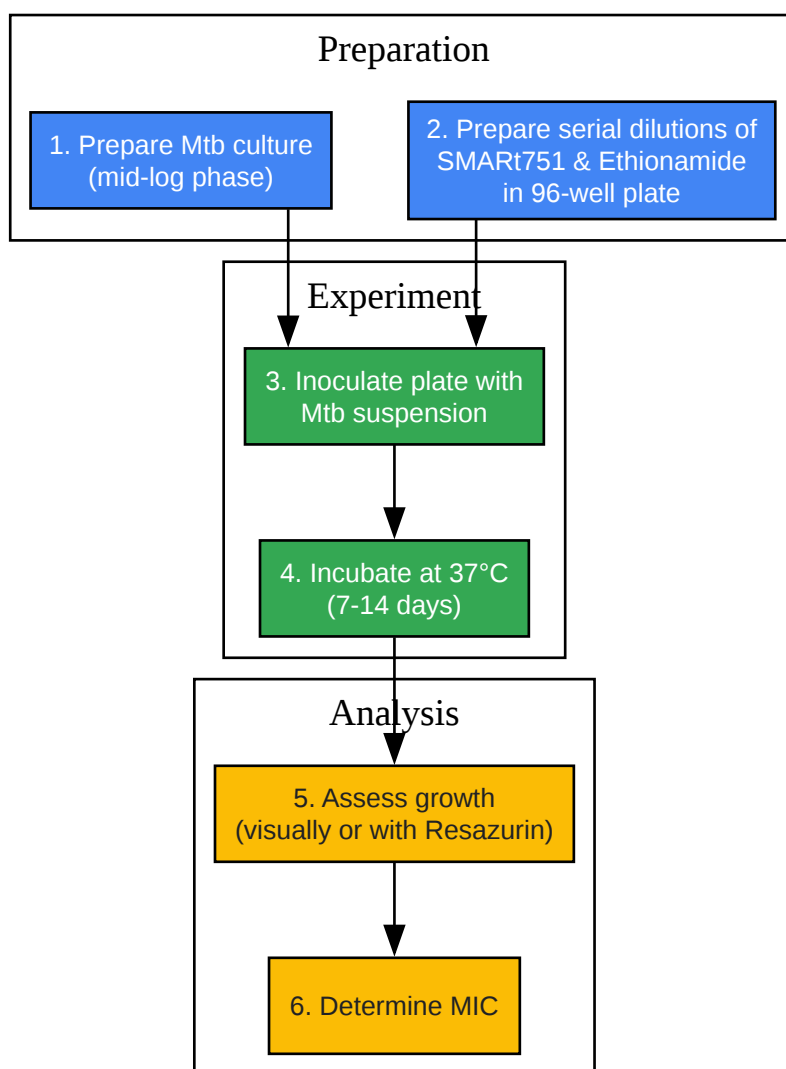 Preparation
1. Prepare Mtb culture
(mid-log phase)
2. Prepare serial dilutions of
SMARt751 & Ethionamide
in 96-well plate
Experiment
3. Inoculate plate with
Mtb suspension
4. Incubate at 37°C
(7-14 days)
Analysis
5. Assess growth
(visually or with Resazurin)
6. Determine MIC